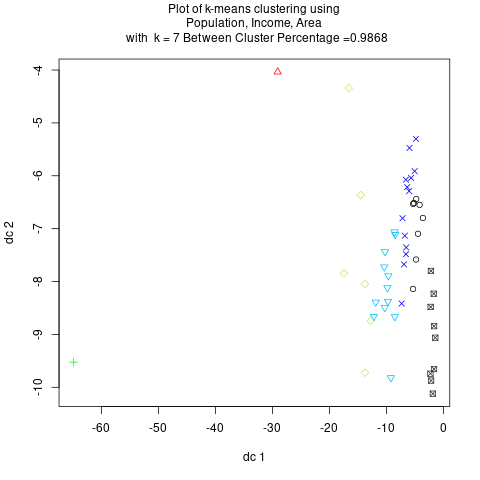 Plot of k-means clustering using
Population, Income, Area
with k = 7 Between Cluster Percentage =0.9868
-4
-5
-6
-7
-8
-9
-10
dc 2
-60
-50
-40
-30
-20
-10
0
dc 1